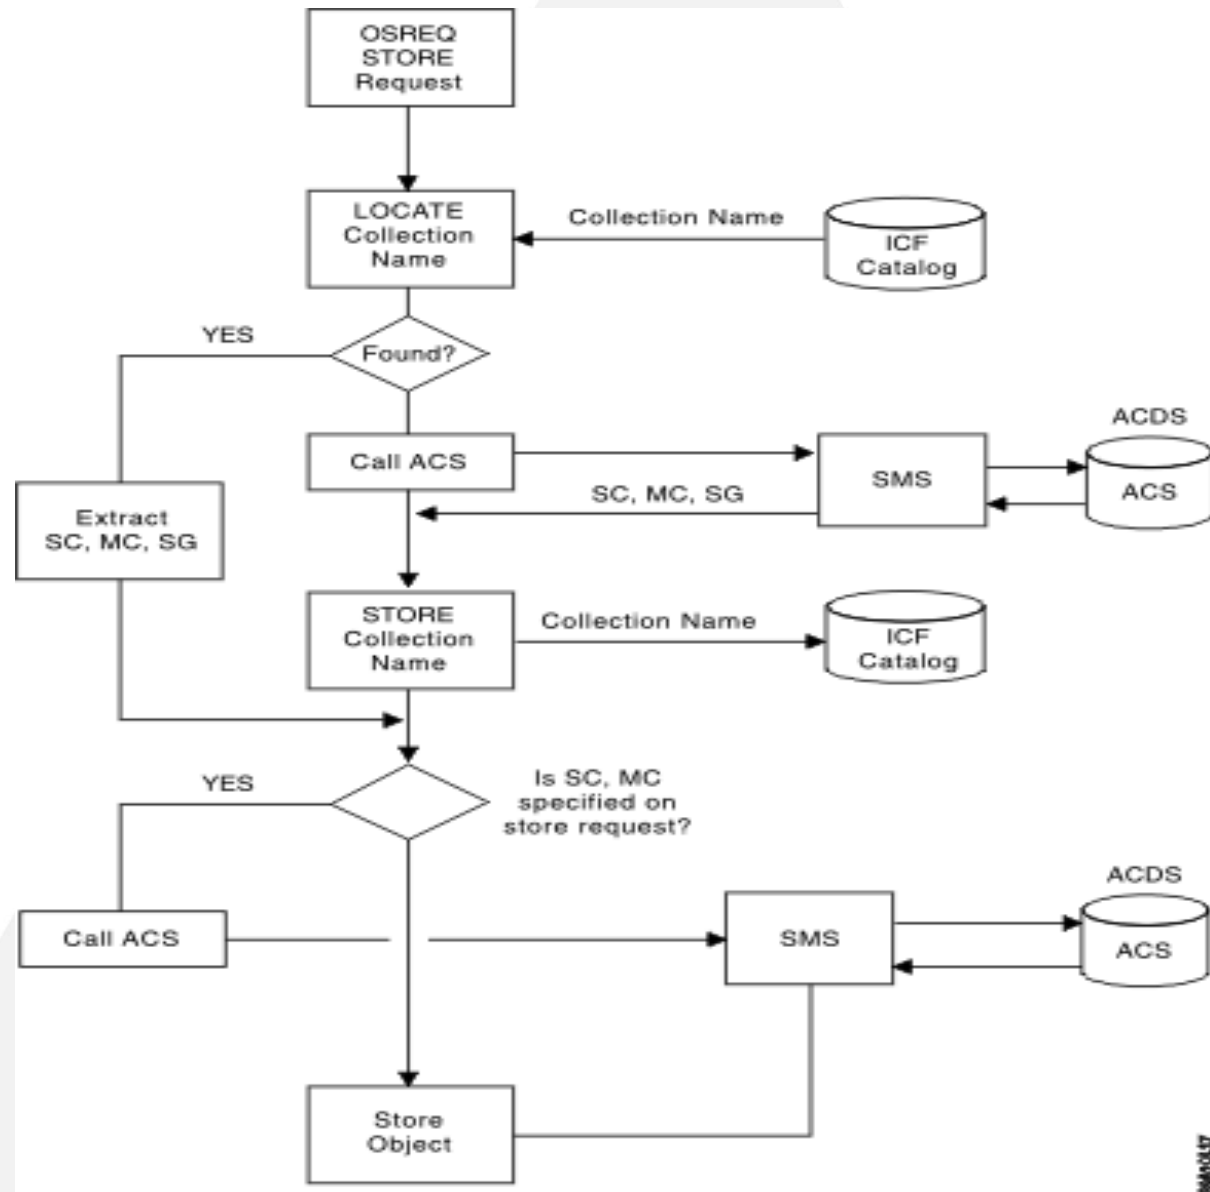 OSREQ
STORE
Request
LOCATE
Collection
Name
Collection Name
ICF
Catalog
YES
Found?
ACDS
Call ACS
SMS
ACS
SC, MC, SG
Extract
SC, MC, SG
STORE
Collection
Name
Collection Name
ICF
Catalog
YES
Is SC, MC
specified on
store request?
ACDS
Call ACS
SMS
ACS
Store
Object